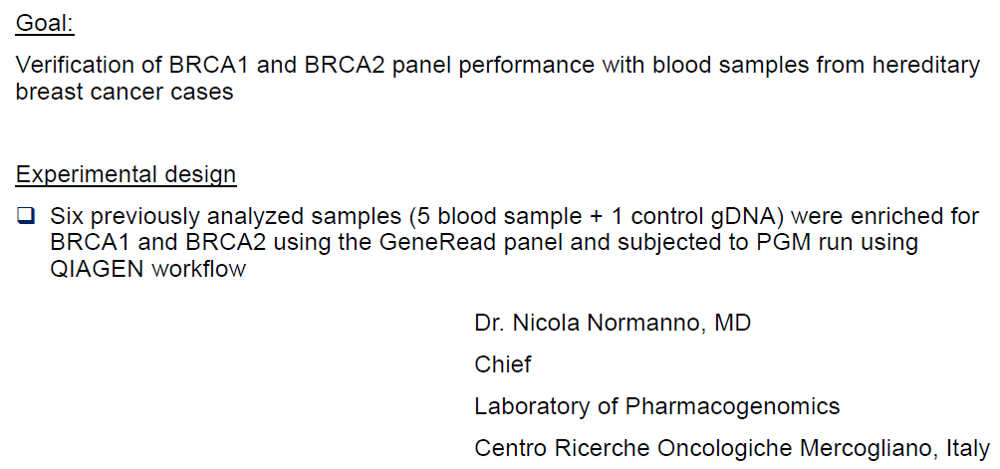 Goal:
Verification of BRCA1 and BRCA2 panel performance with blood samples from hereditary
breast cancer cases
Experimental design
Six previously analyzed samples (5 blood sample + 1 control gDNA) were enriched for
BRCA1 and BRCA2 using the GeneRead panel and subjected to PGM run using
QIAGEN workflow
Dr. Nicola Normanno, MD
Chief
Laboratory of Pharmacogenomics
Centro Ricerche Oncologiche Mercogliano, Italy